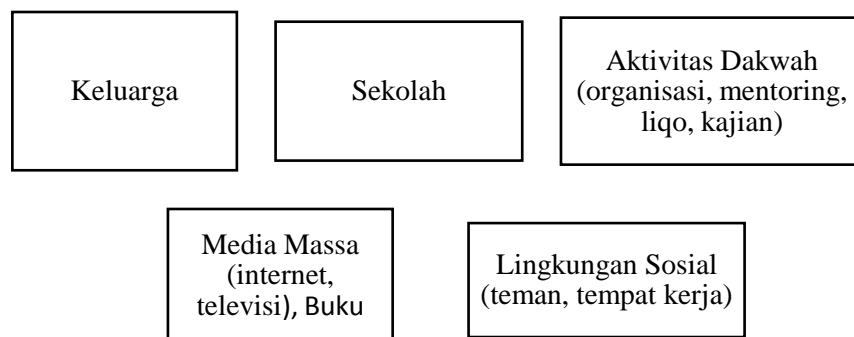 Keluarga
Sekolah
Aktivitas Dakwah
(organisasi, mentoring,
liqo, kajian)
Media Massa
(internet,
televisi), Buku
Lingkungan Sosial
(teman, tempat kerja)